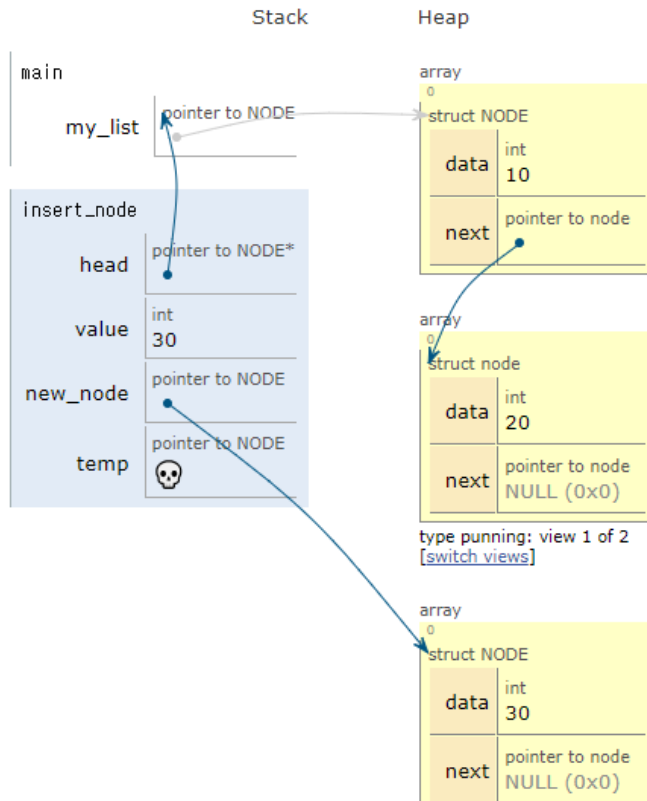 Stack Heap
main
my_list pointer to NODE
insert_node
head pointer to NODE*
value int
30
new_node pointer to NODE
temp pointer to NODE
array
0
struct NODE
data int
10
next pointer to node
array
0
struct node
data int
20
next pointer to node
NULL (0x0)
type punning: view 1 of 2
[switch views]
array
0
struct NODE
data int
30
next pointer to node
NULL (0x0)